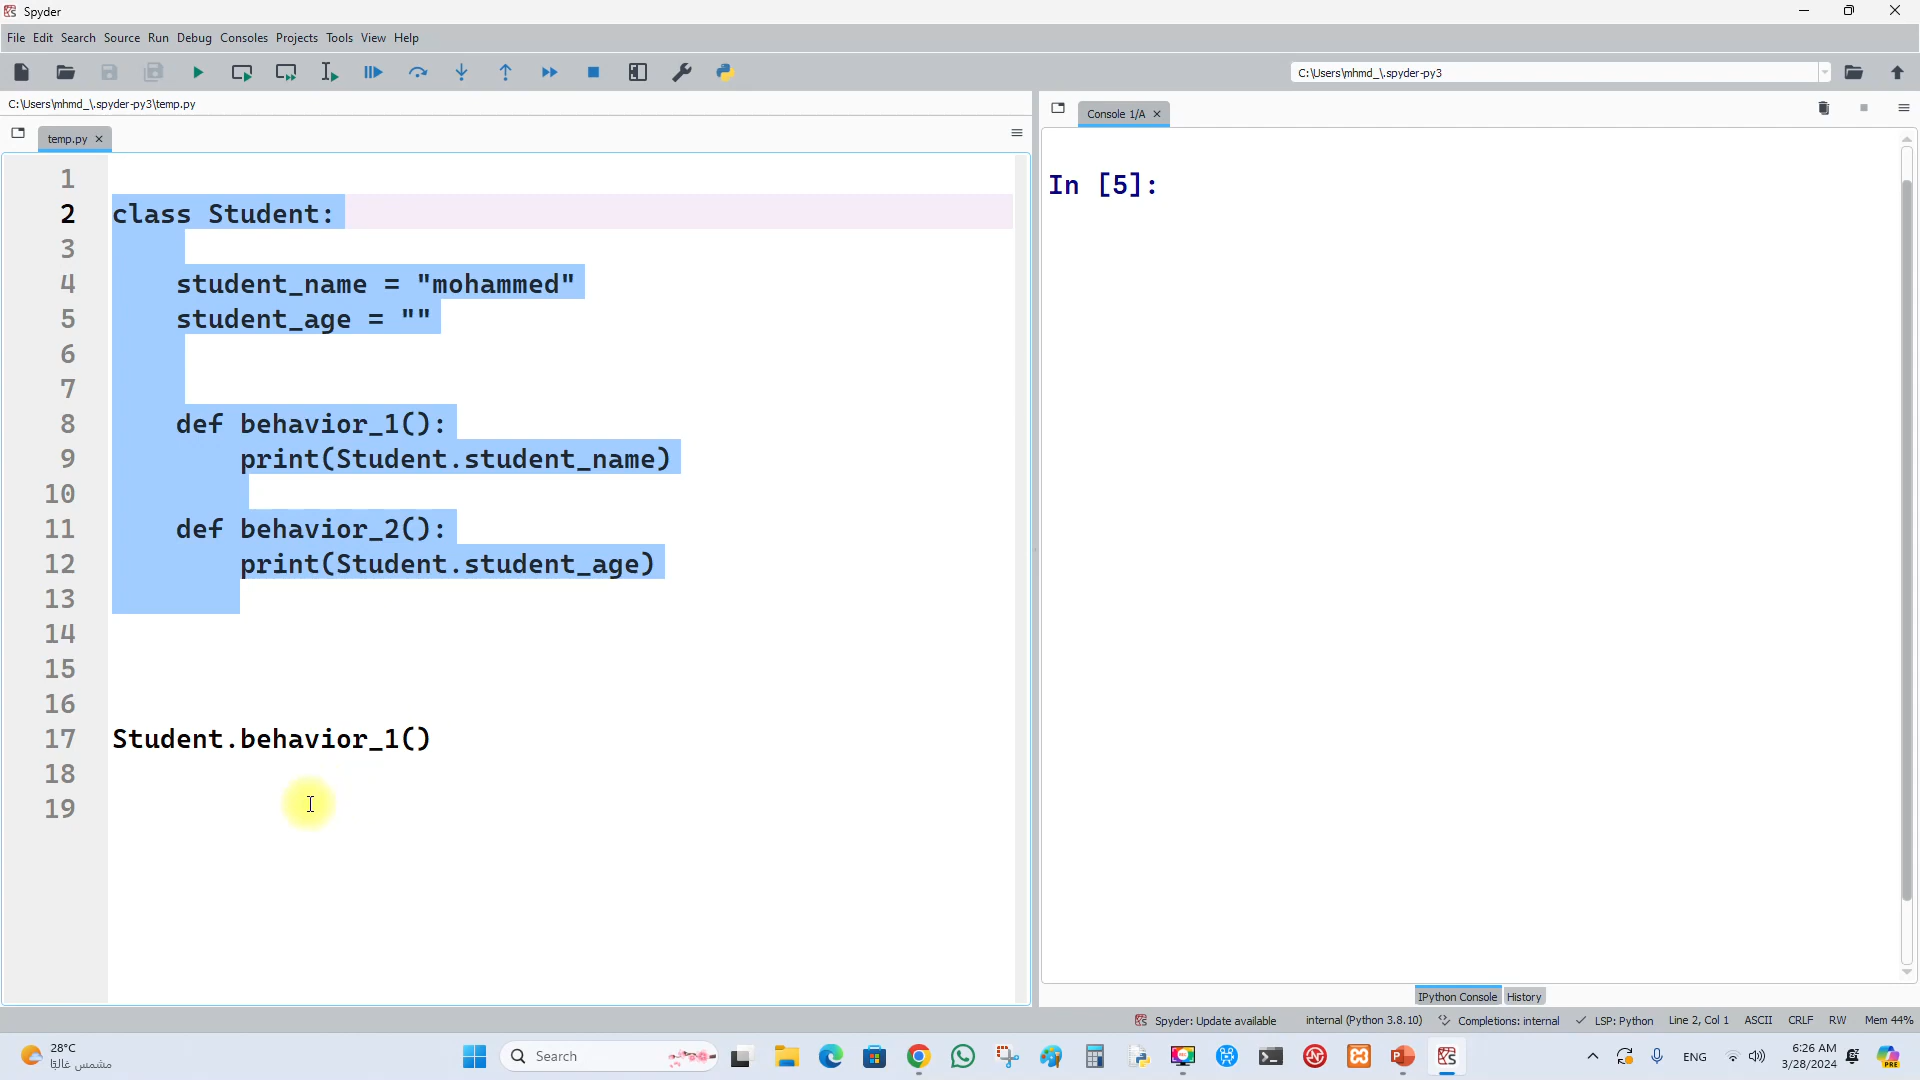 Spyder
File Edit Search Source Run Debug Consoles Projects Tools View Help
C:\Users\mhmd_\.spyder-py3
C:\Users\mhmd_\.spyder-py3\temp.py
temp.py
Console 1/A
1
2 class Student:
3
4 student_name = "mohammed"
5 student_age = ""
6
7
8 def behavior_1():
9 print(Student.student_name)
10
11 def behavior_2():
12 print(Student.student_age)
13
14
15
16
17 Student.behavior_1()
18
19
In [5]:
IPython Console History
Spyder: Update available internal (Python 3.8.10) Completions: internal LSP: Python Line 2, Col 1 ASCII CRLF RW Mem 44%
28°C
مشمس غالبًا
Search
ENG
6:26 AM
3/28/2024
PRE